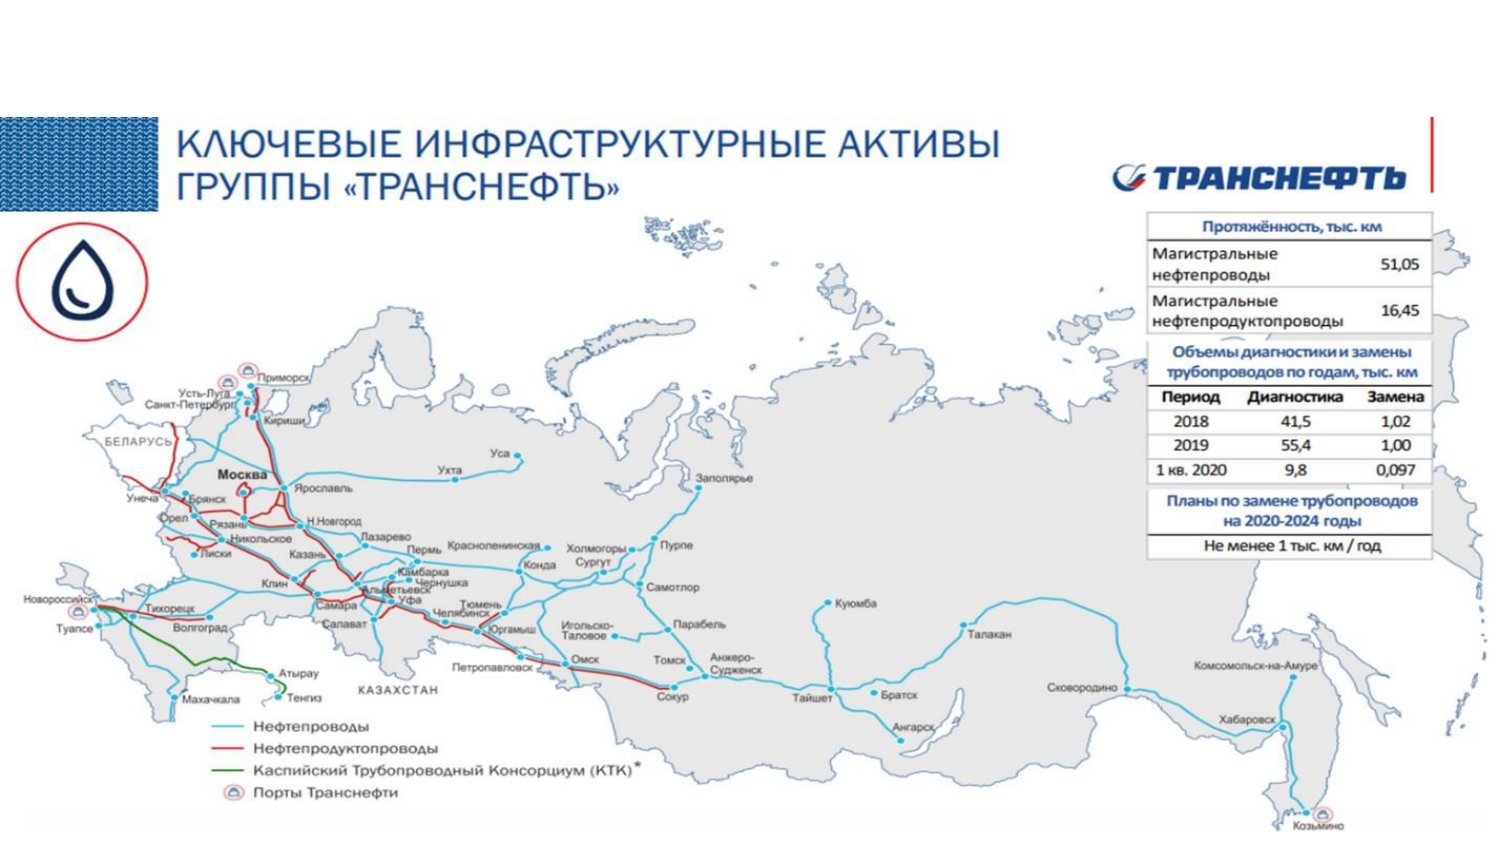 КЛЮЧЕВЫЕ ИНФРАСТРУКТУРНЫЕ АКТИВЫ
ГРУППЫ «ТРАНСНЕФТЬ»
ТРАНСНЕФТЬ
Протяжённость, тыс. км
Магистральные
нефтепроводы 51,05
Магистральные
нефтепродуктопроводы 16,45
Объемы диагностики и замены
трубопроводов по годам, тыс. км
Период Диагностика Замена
2018 41,5 1,02
2019 55,4 1,00
1 кв. 2020 9,8 0,097
Планы по замене трубопроводов
на 2020-2024 годы
Не менее 1 тыс. км / год
Приморск
Усть-Луга
Санкт-Петербург
Кириши
БЕЛАРУСЬ
Уса
Ухта
Москва
Заполярье
Ярославль
Унеча
Брянск
Орел
Рязань
Н.Новгород
Никольское
Лазарево
Лиски
Казань
Пермь
Красноленинская
Холмогоры
Пурпе
Сургут
Конда
Камбарка
Клин
Чернушка
Альметьевск
Самотлор
Новороссийск
Тихорецк
Самара
Уфа
Тюмень
Челябинск
Куюмба
Туапсе
Волгоград
Салават
Юргамыш
Игольско-
Таловое
Парабель
Талакан
Петропавловск
Омск
Томск
Анжеро-
Судженск
Комсомольск-на-Амуре
Атырау
Тенгиз
КАЗАХСТАН
Махачкала
Сокур
Тайшет
Братск
Сковородино
Ангарск
Хабаровск
Козьмино
Нефтепроводы
Нефтепродуктопроводы
Каспийский Трубопроводный Консорциум (КТК)*
Порты Транснефти